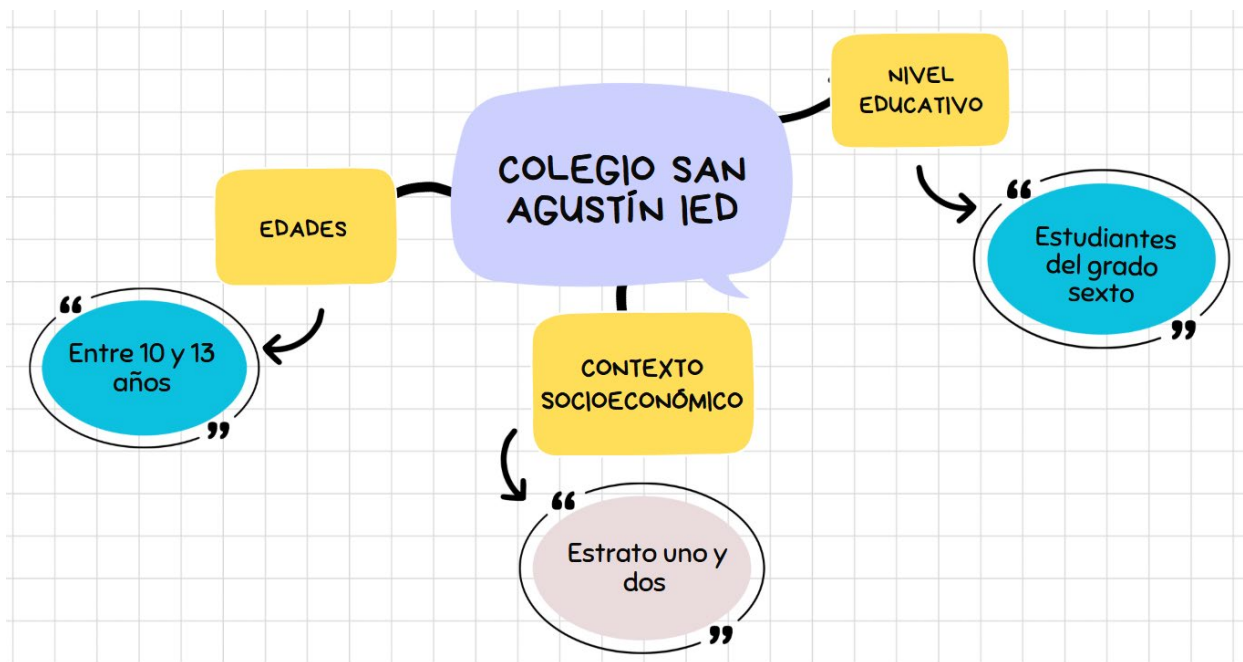 COLEGIO SAN
AGUSTÍN IED
NIVEL
EDUCATIVO
“
Estudiantes
del grado
sexto
”
EDADES
“
Entre 10 y 13
años
”
CONTEXTO
SOCIOECONÓMICO
“
Estrato uno y
dos
”